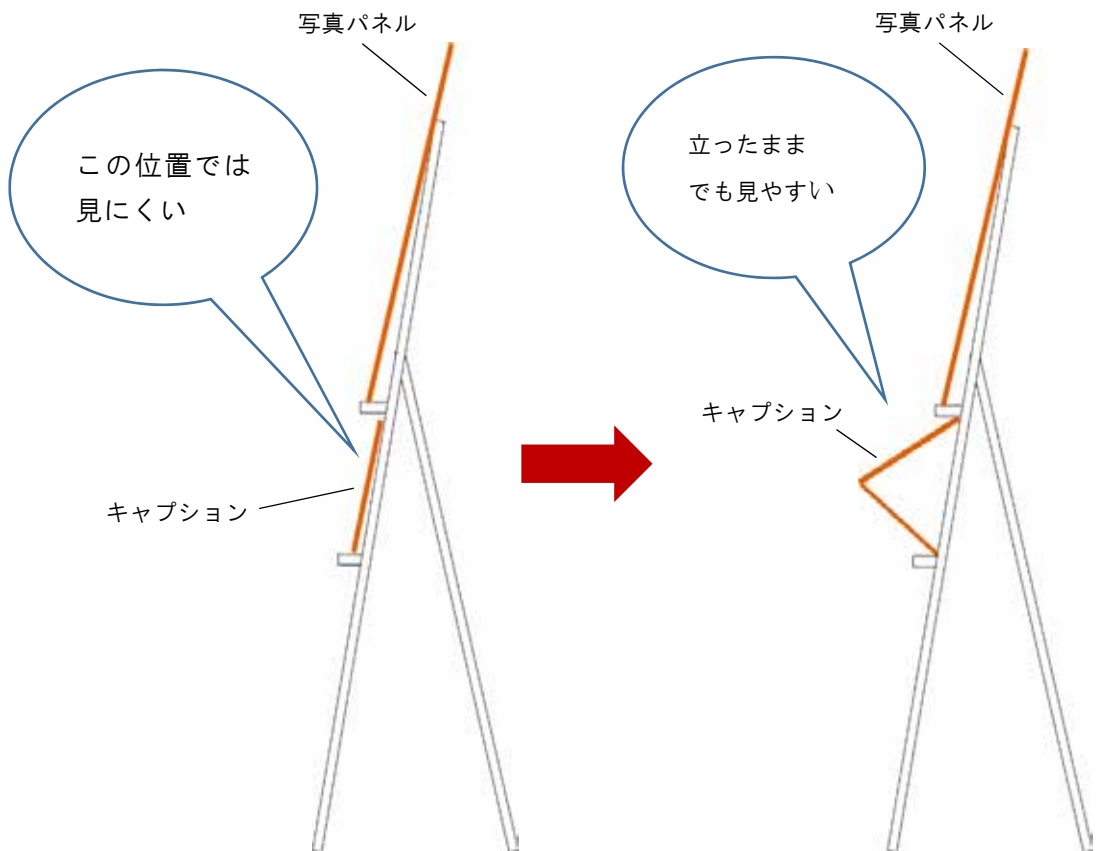 写真パネル
この位置では
見にくい
キャプション
写真パネル
立ったまま
でも見やすい
キャプション